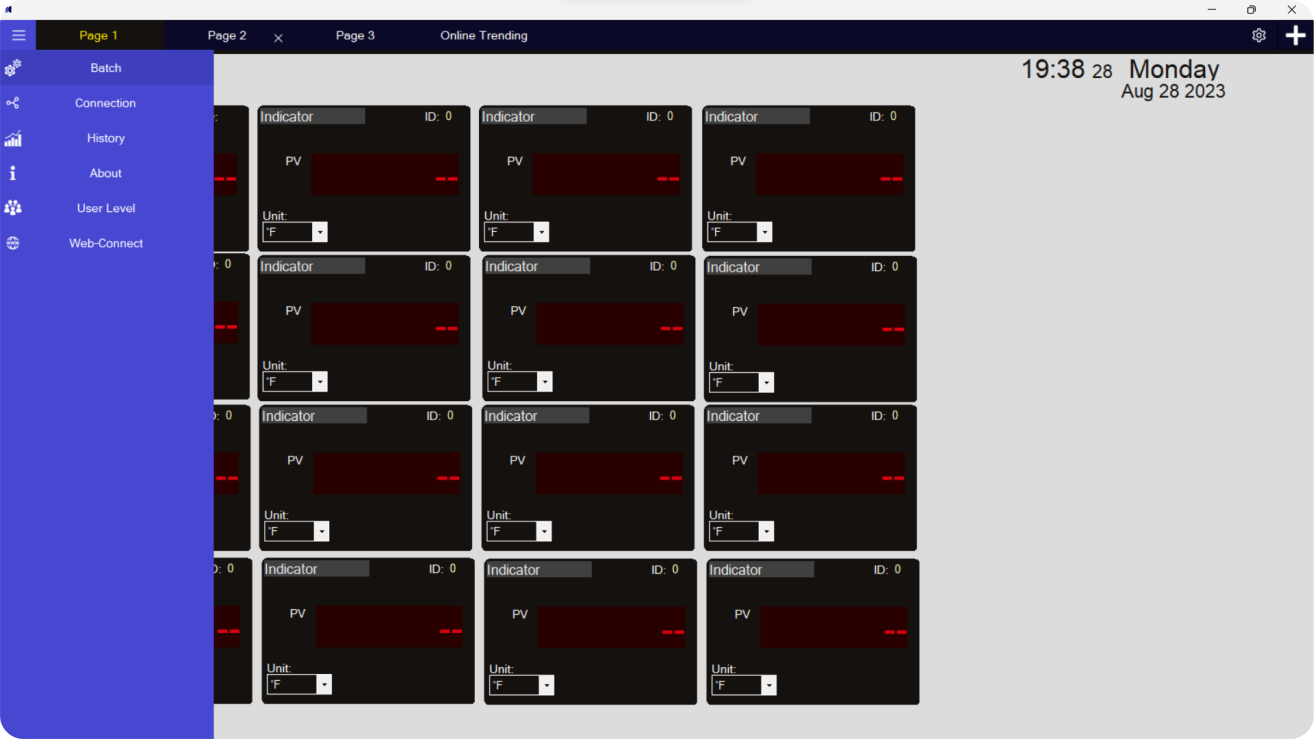 Page 1 Page 2 Page 3 Online Trending
19:38 28 Monday
Aug 28 2023
Batch
Connection
History
About
User Level
Web-Connect
Indicator ID: 0 Indicator ID: 0 Indicator ID: 0
PV -- PV -- PV --
Unit: Unit: Unit:
°F °F °F
: 0 Indicator ID: 0 Indicator ID: 0 Indicator ID: 0
-- PV -- PV -- PV --
Unit: Unit: Unit:
°F °F °F
: 0 Indicator ID: 0 Indicator ID: 0 Indicator ID: 0
-- PV -- PV -- PV --
Unit: Unit: Unit:
°F °F °F
: 0 Indicator ID: 0 Indicator ID: 0 Indicator ID: 0
-- PV -- PV -- PV --
Unit: Unit: Unit:
°F °F °F